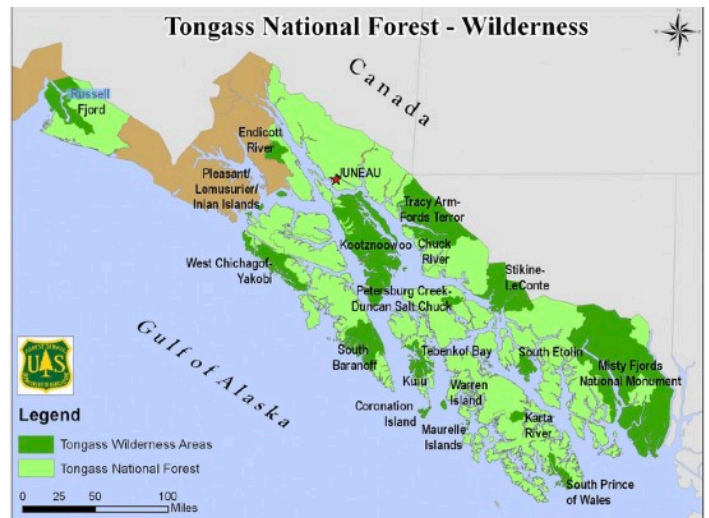 Tongass National Forest - Wilderness
Canada
Russell
Fjord
Endicott
River
Pleasant/
Lemusurier/
Inian Islands
JUNEAU
Tracy Arm-
Fords Terror
Kootznoowoo
Chuck
River
West Chichagof-
Yakobi
Stikine-
LeConte
Petersburg Creek-
Duncan Salt Chuck
Gulf of Alaska
South
Baranoff
Tebenkof Bay
South Etolin
Misty Fjords
National Monument
Kuiu
Warren
Island
Coronation
Island
Maurelle
Islands
Karta
River
South Prince
of Wales
UAS
Legend
Tongass Wilderness Areas
Tongass National Forest
0 25 50 100
Miles